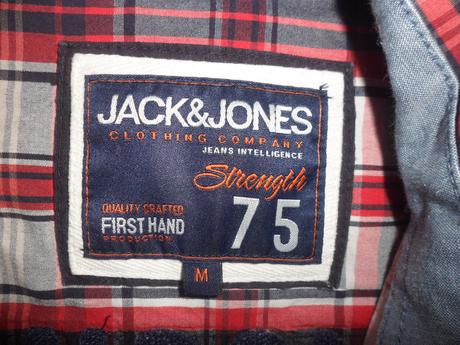 JACK&JONES
CLOTHING COMPANY
JEANS INTELLIGENCE
Strength
QUALITY CRAFTED
FIRST HAND
PRODUCTION
75
M